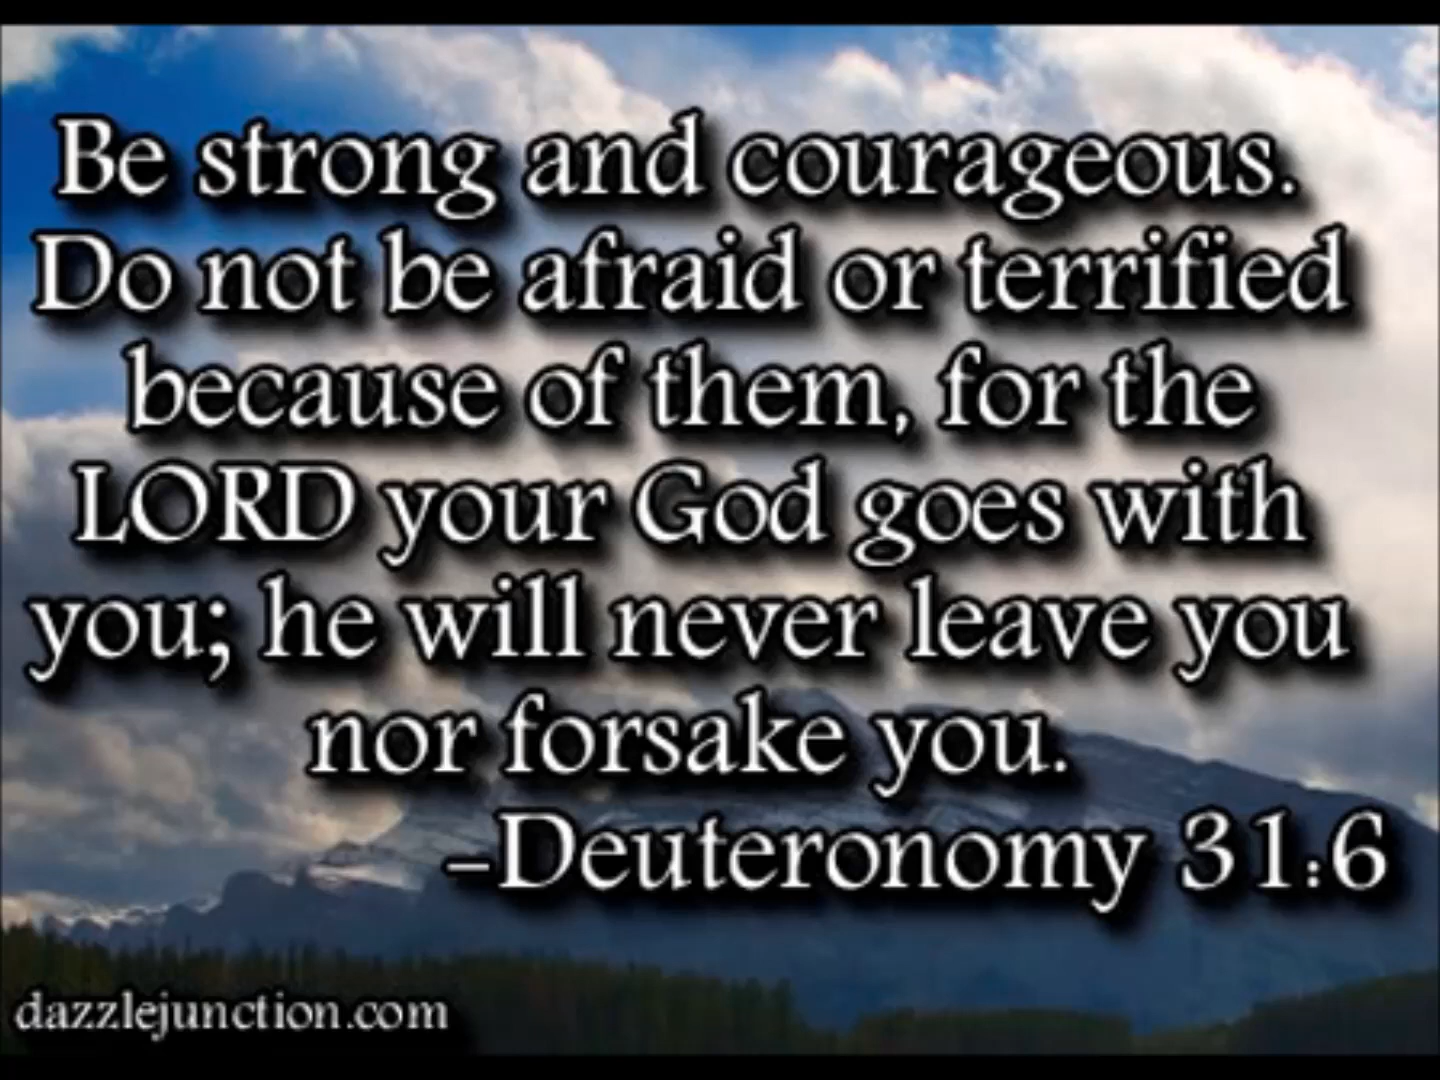 Be strong and courageous.
Do not be afraid or terrified
because of them, for the
LORD your God goes with
you; he will never leave you
nor forsake you.
-Deuteronomy 31:6
dazzlejunction.com